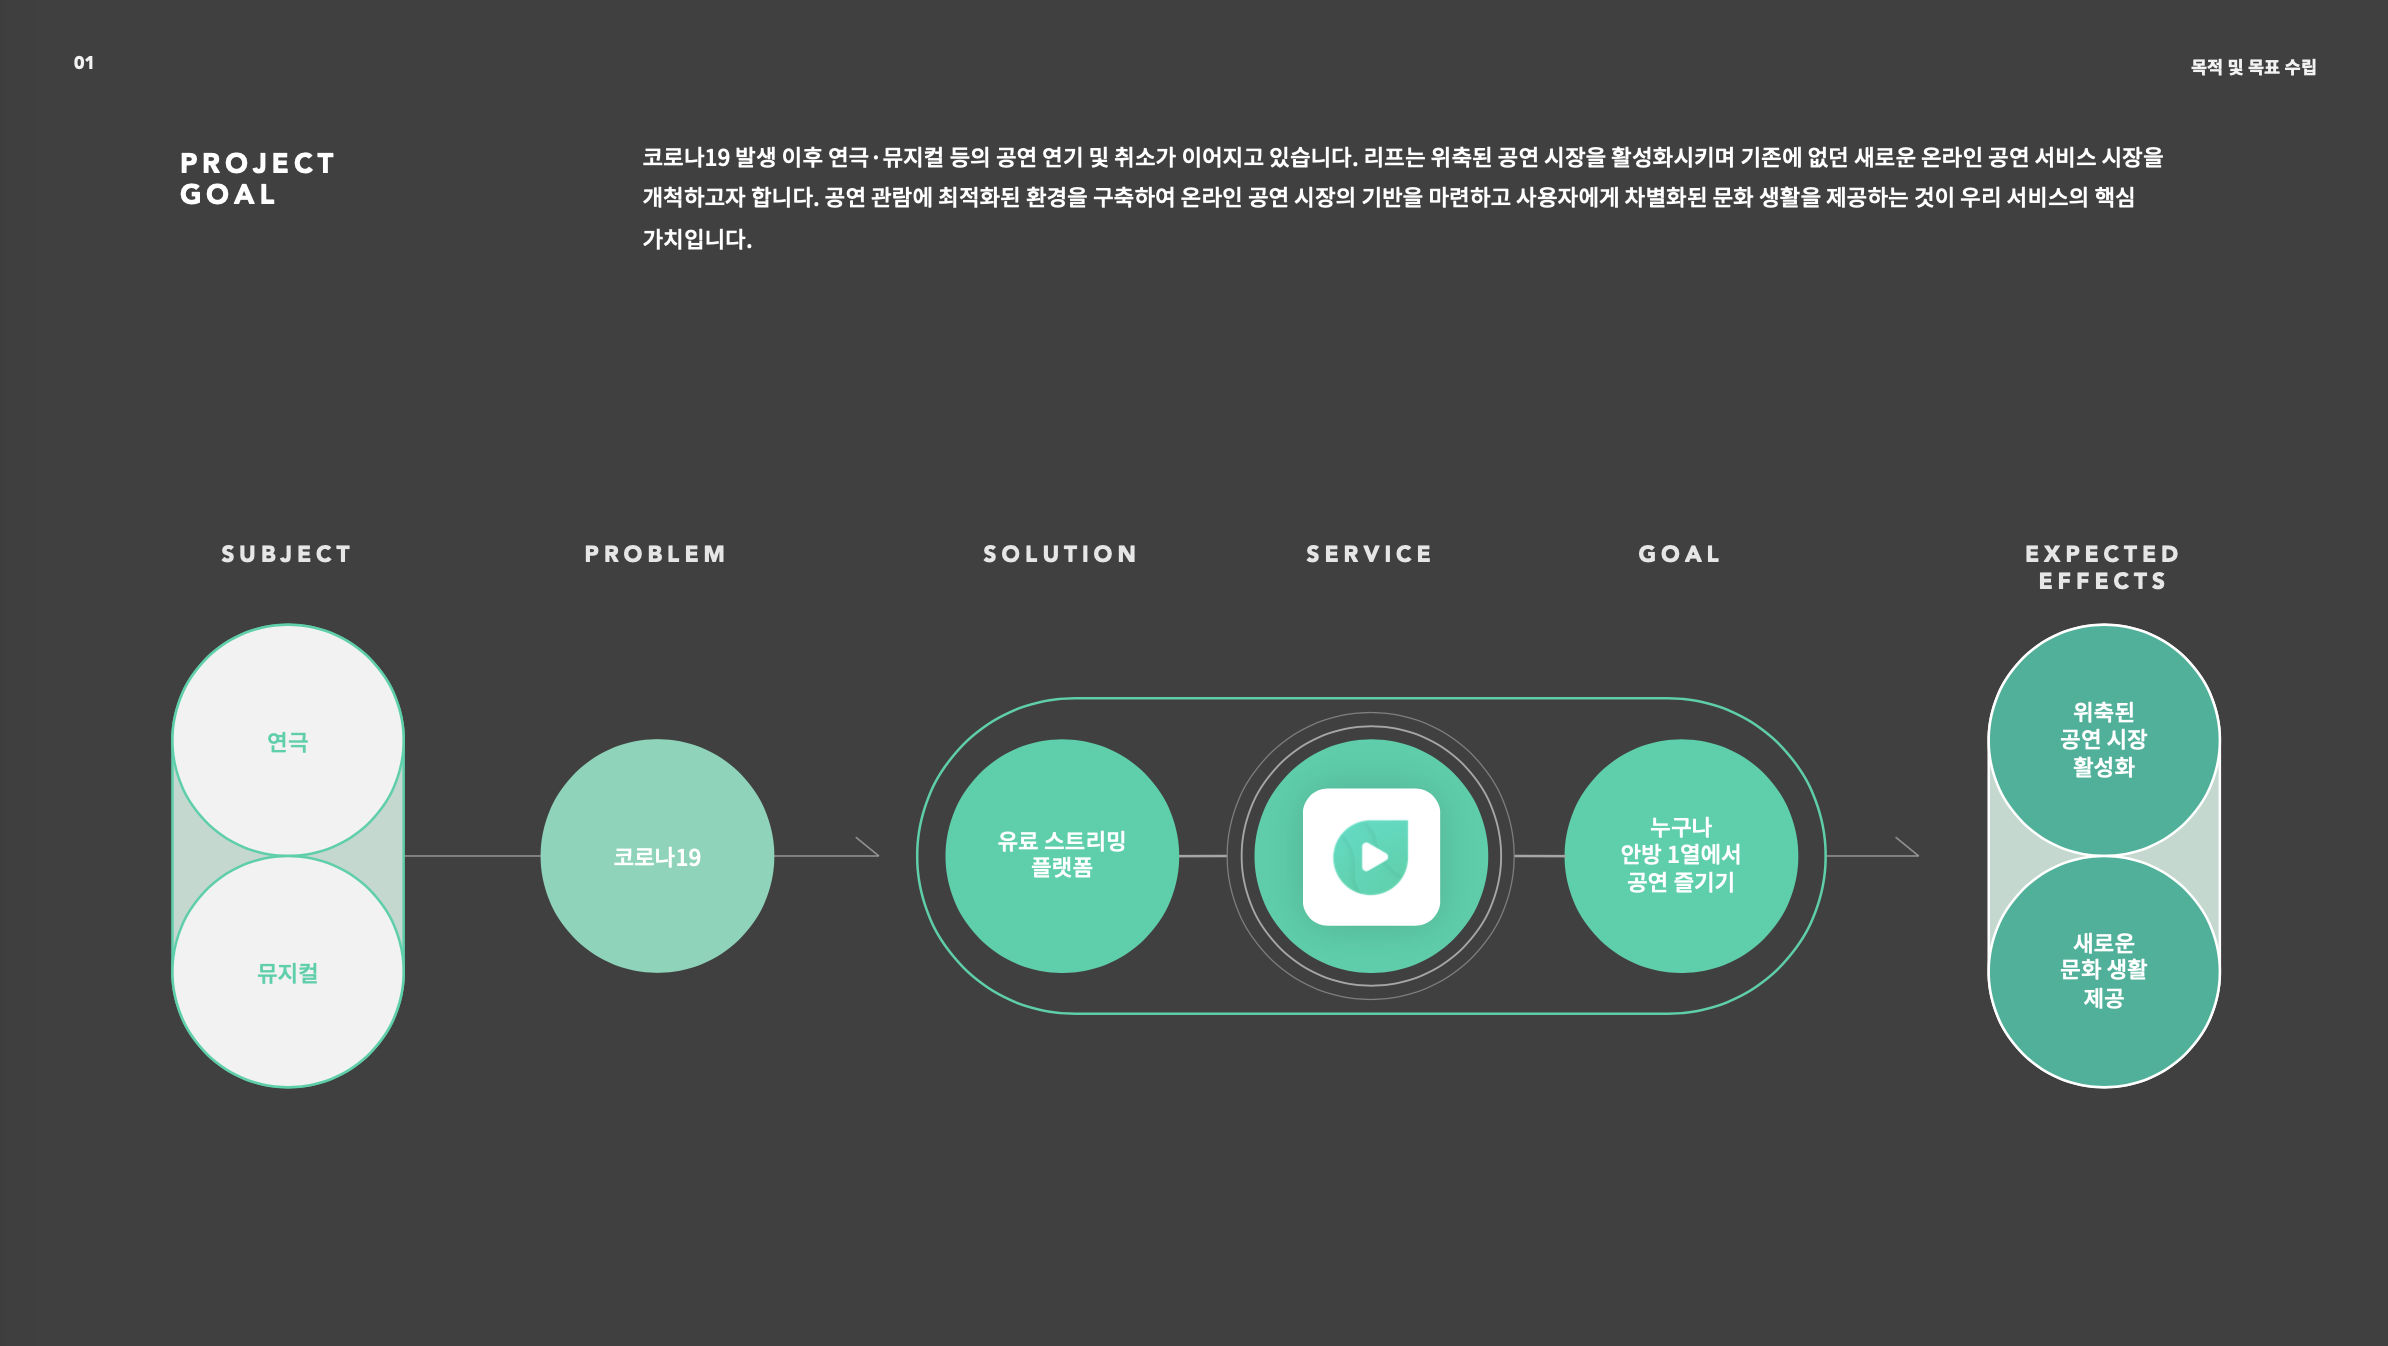 01
목적 및 목표 수립
PROJECT
GOAL
코로나19 발생 이후 연극·뮤지컬 등의 공연 연기 및 취소가 이어지고 있습니다. 리프는 위축된 공연 시장을 활성화시키며 기존에 없던 새로운 온라인 공연 서비스 시장을
개척하고자 합니다. 공연 관람에 최적화된 환경을 구축하여 온라인 공연 시장의 기반을 마련하고 사용자에게 차별화된 문화 생활을 제공하는 것이 우리 서비스의 핵심
가치입니다.
SUBJECT
연극
뮤지컬
PROBLEM
코로나19
SOLUTION
유료 스트리밍
플랫폼
SERVICE
GOAL
누구나
안방 1열에서
공연 즐기기
EXPECTED
EFFECTS
위축된
공연 시장
활성화
새로운
문화 생활
제공